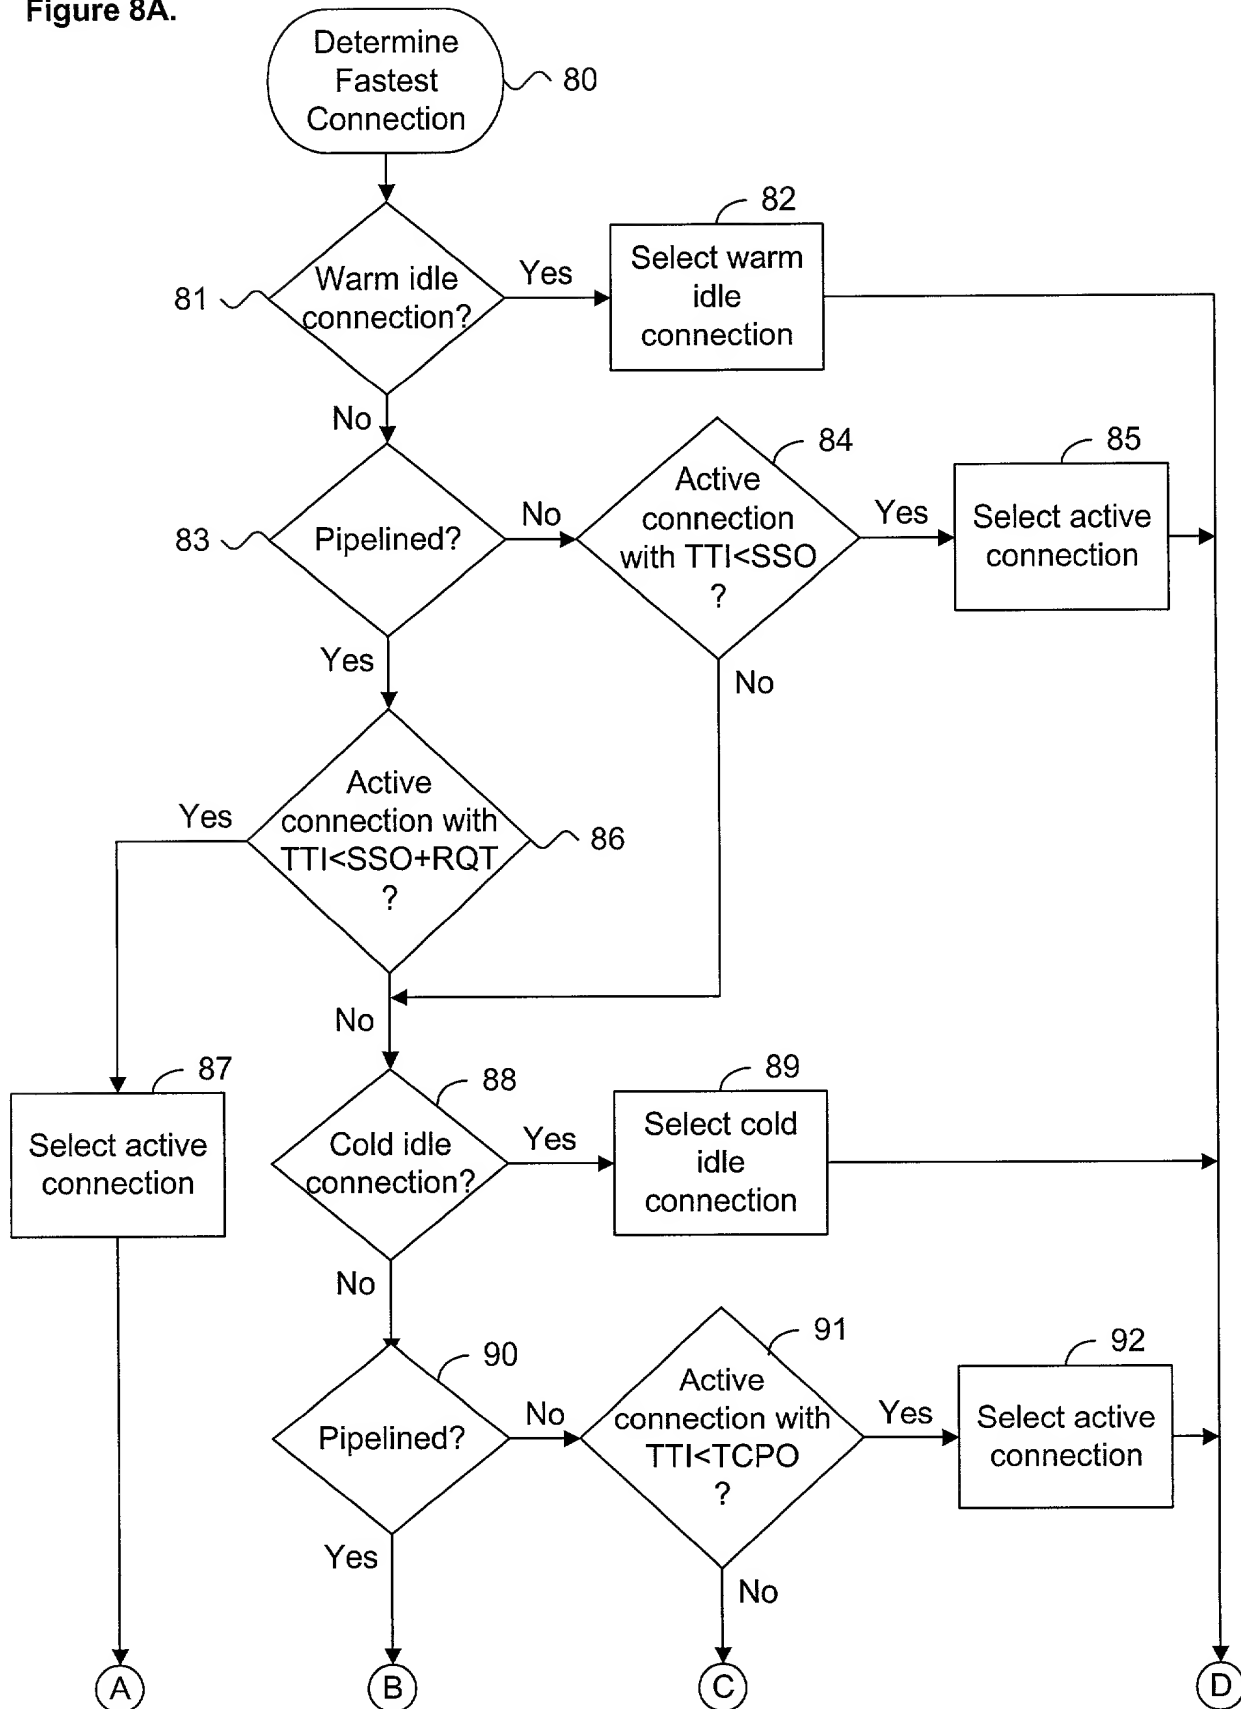 Figure 8A.
Determine
Fastest
Connection
80
82
Warm idle
connection?
81
Yes
Select warm
idle
connection
No
84
85
Pipelined?
83
No
Active
connection
with TTI<SSO
?
Yes
Select active
connection
Yes
No
Active
connection with
TTI<SSO+RQT
?
Yes
86
No
87
88
89
Select active
connection
Cold idle
connection?
Yes
Select cold
idle
connection
No
90
91
92
Pipelined?
No
Active
connection with
TTI<TCPO
?
Yes
Select active
connection
Yes
No
A
B
C
D